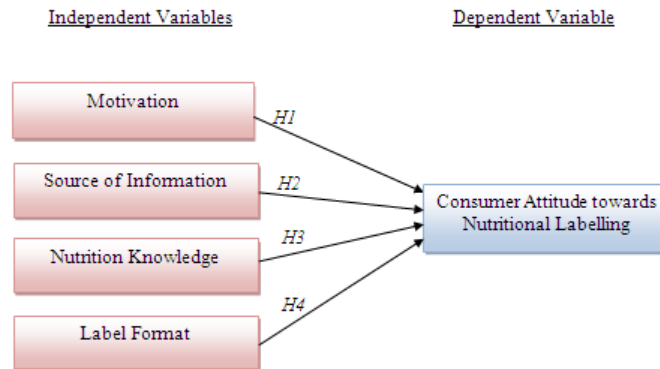 Independent Variables
Dependent Variable
Motivation
H1
Source of Information
H2
Consumer Attitude towards
Nutritional Labelling
Nutrition Knowledge
H3
Label Format
H4